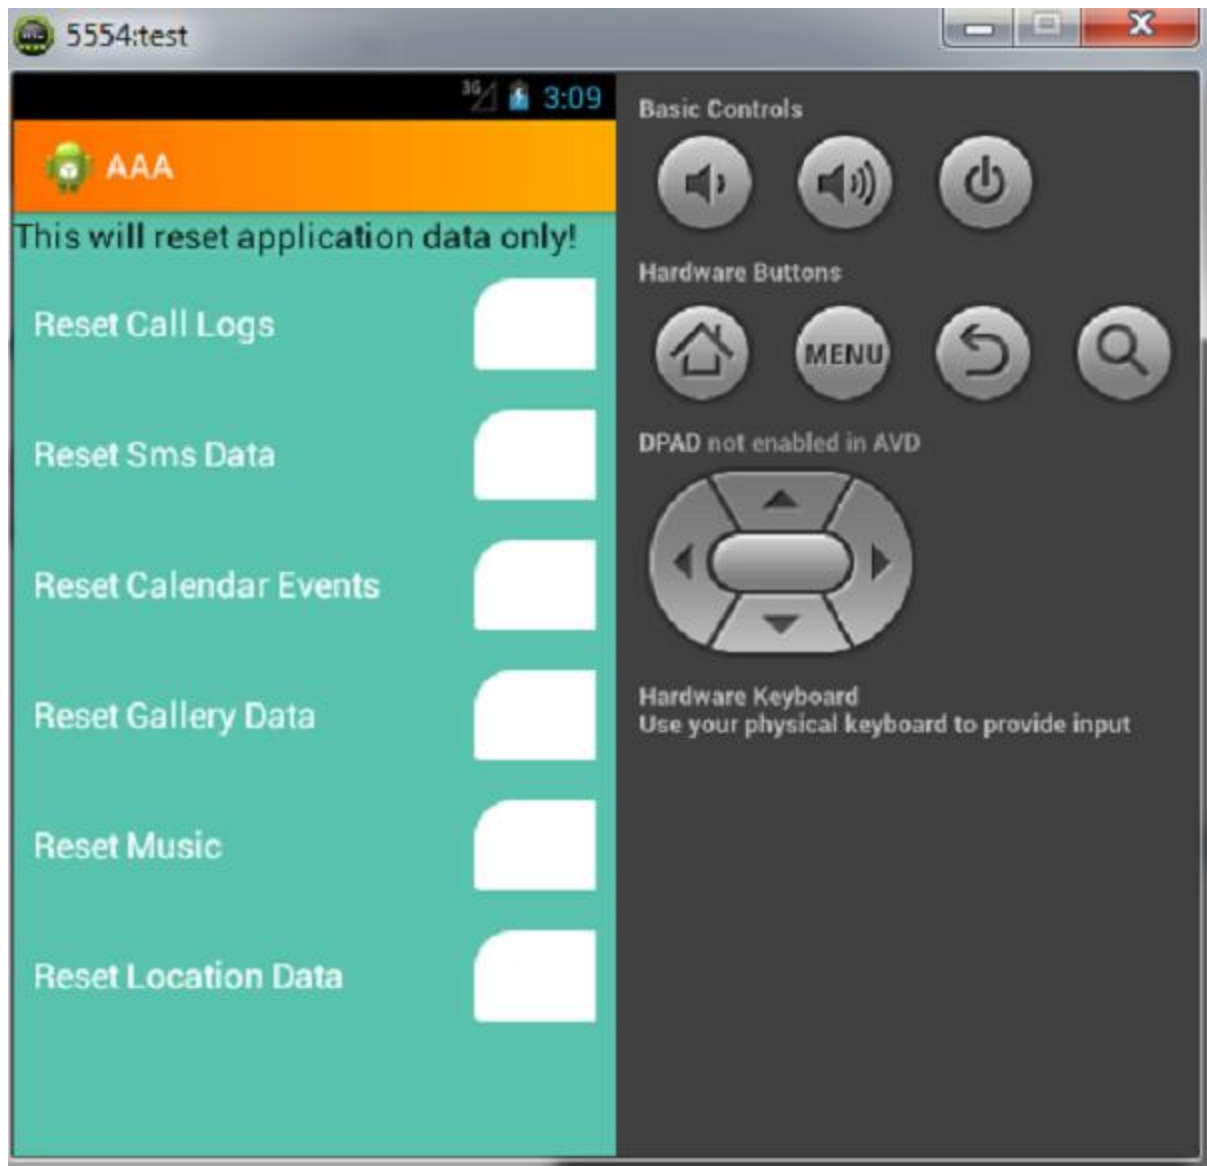 5554:test
3G 3:09
AAA
This will reset application data only!
Reset Call Logs
Reset Sms Data
Reset Calendar Events
Reset Gallery Data
Reset Music
Reset Location Data
Basic Controls
Hardware Buttons
MENU
DPAD not enabled in AVD
Hardware Keyboard
Use your physical keyboard to provide input